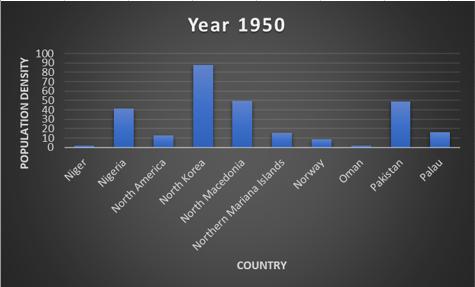 Year 1950
POPULATION DENSITY
100
90
80
70
60
50
40
30
20
10
0
Niger
Nigeria
North America
North Korea
North Macedonia
Northern Mariana Islands
Norway
Oman
Pakistan
Palau
COUNTRY